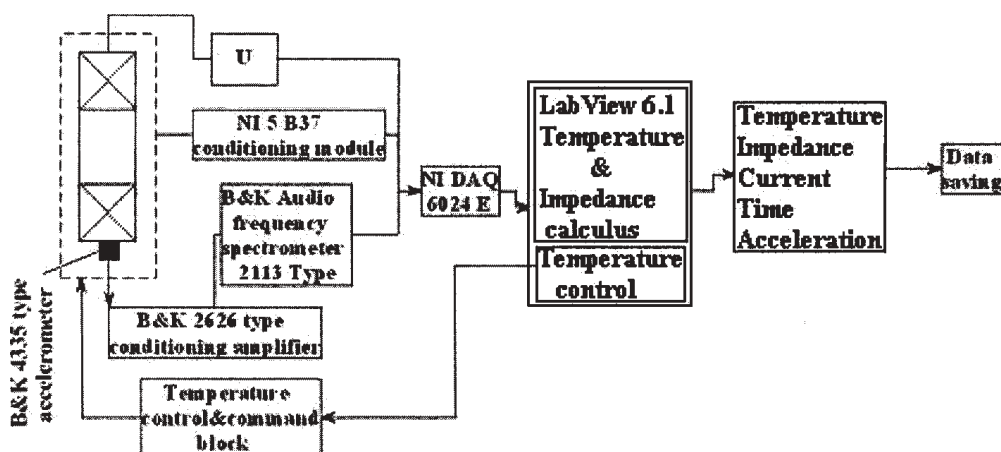 U
NI 5 B37
conditioning module
B&K Audio
frequency
spectrometer
2113 Type
NI DAQ
6024 E
LabView 6.1
Temperature
&
Impedance
calculus
Temperature
control
Temperature
Impedance
Current
Time
Acceleration
Data
saving
B&K 4335 type
accelerometer
B&K 2626 type
conditioning amplifier
Temperature
control&command
block